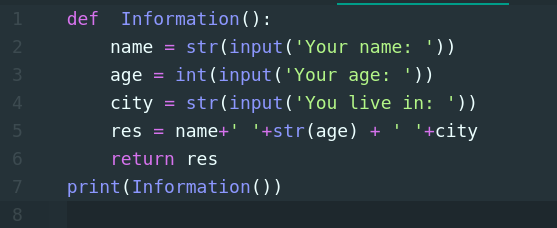 1 def  Information():
2     name = str(input('Your name: '))
3     age = int(input('Your age: '))
4     city = str(input('You live in: '))
5     res = name+' '+str(age) + ' '+city
6     return res
7 print(Information())
8